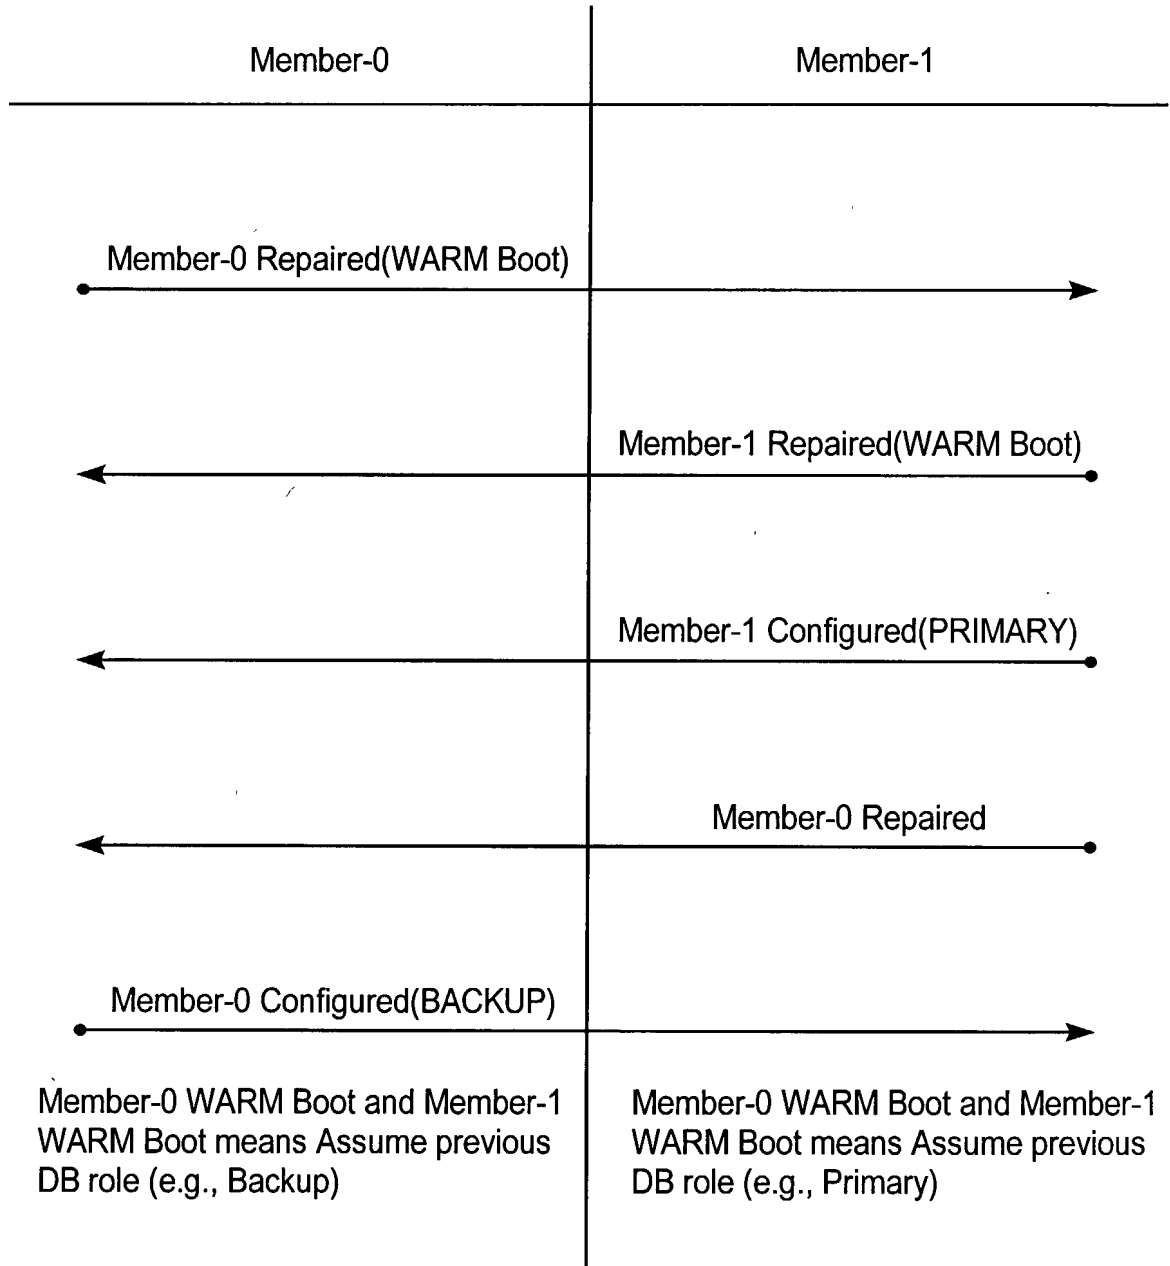 Member-0
Member-1
Member-0 Repaired(WARM Boot)
Member-1 Repaired(WARM Boot)
Member-1 Configured(PRIMARY)
Member-0 Repaired
Member-0 Configured(BACKUP)
Member-0 WARM Boot and Member-1
WARM Boot means Assume previous
DB role (e.g., Backup)
Member-0 WARM Boot and Member-1
WARM Boot means Assume previous
DB role (e.g., Primary)